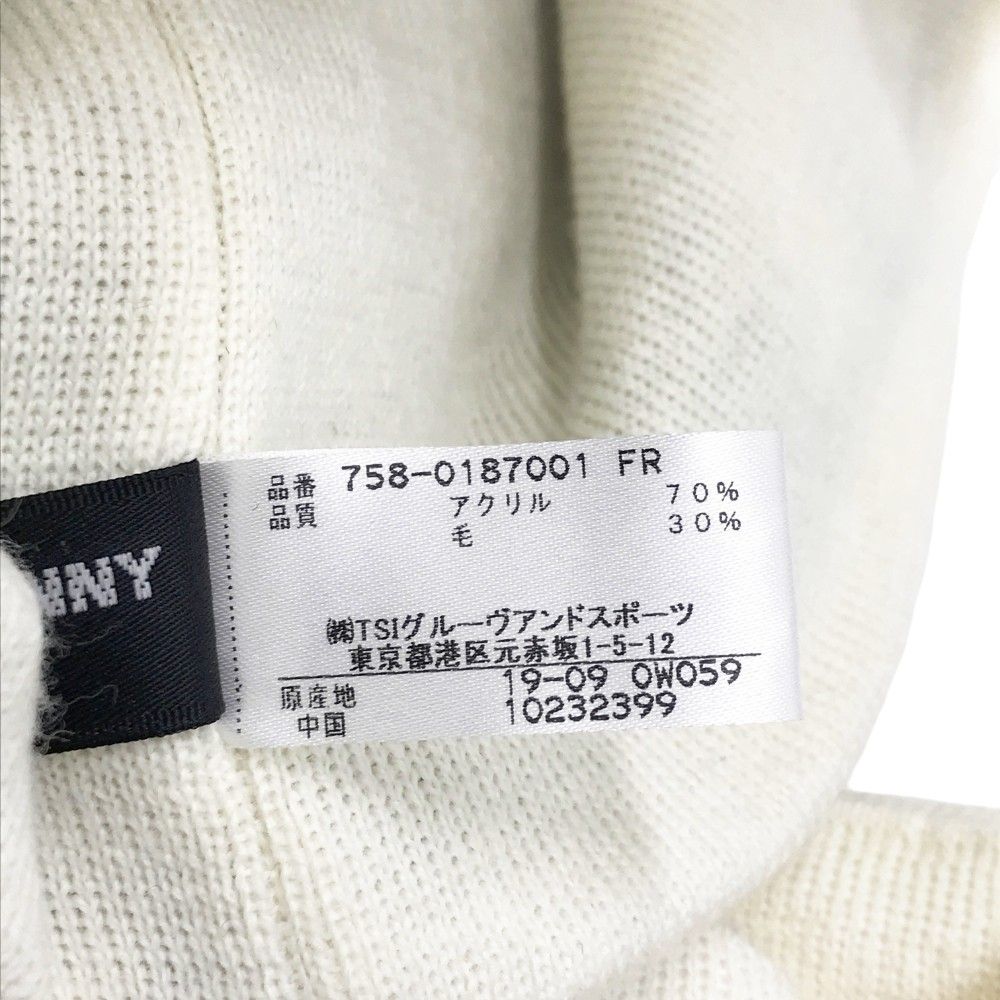 NNY
品番 758-0187001 FR
品質 アクリル 70%
毛 30%
㈱TSIグルーヴアンドスポーツ
東京都港区元赤坂1-5-12
原産地 19-09 0W059
中国 10232399